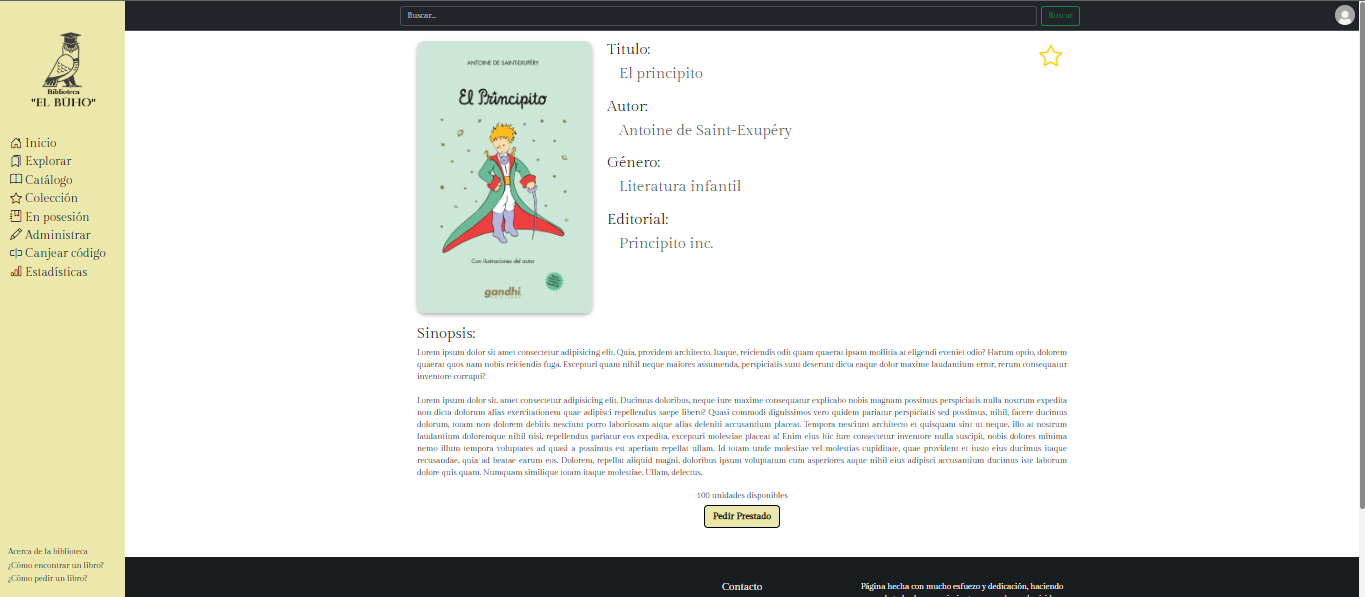 Biblioteca
"EL BÚHO"
Inicio
Explorar
Catálogo
Colección
En posesión
Administrar
Canjear código
Estadísticas
Acerca de la biblioteca
¿Cómo encontrar un libro?
¿Cómo pedir un libro?
Buscar...
Buscar
ANTOINE DE SAINT-EXUPÉRY
El Principito
Con ilustraciones del autor
gandhi
Titulo:
El principito
Autor:
Antoine de Saint-Exupéry
Género:
Literatura infantil
Editorial:
Principito inc.
Sinopsis:
Lorem ipsum dolor sit amet consectetur adipisicing elit. Quia, provident architecto. Itaque, reiciendis odit quam quaerat ipsam mollitia at eligendi eveniet odio? Harum optio, dolorem
quaerat quos nam nobis reiciendis fuga. Excepturi quam nihil neque maiores assumenda, perspiciatis sunt deserunt dicta eaque dolor maxime laudantium error, rerum consequatur
inventore corrupti?
Lorem ipsum dolor sit, amet consectetur adipisicing elit. Ducimus doloribus, neque iure maxime consequatur explicabo nobis magnam possimus perspiciatis nulla nostrum expedita
non dicta dolorum alias exercitationem quae adipisci repellendus saepe libero? Quasi commodi dignissimos vero quidem pariatur perspiciatis sed possimus, nihil, facere ducimus
dolorum, totam non dolorem debitis nesciunt porro laboriosam atque alias deleniti accusantium placeat. Tempora nesciunt architecto et quisquam sint ut neque, illo at nostrum
laudantium doloremque nihil nisi, repellendus pariatur eos expedita, excepturi molestiae placeat a! Enim eius hic iure consectetur inventore nulla suscipit, nobis dolores minima
nemo illum tempora voluptates ad quasi a possimus est aperiam repellat ullam. Id totam unde molestiae vel molestias cupiditate, quae provident et iusto eius ducimus itaque
recusandae, quia ad beatae earum eos. Dolorem, repellat aliquid magni, doloribus ipsum voluptatum cum asperiores atque nihil eius adipisci accusantium ducimus iste laborum
dolore quis quam. Numquam similique totam itaque molestiae. Ullam, delectus.
100 unidades disponibles
Pedir Prestado
Contacto
Página hecha con mucho esfuezo y dedicación, haciendo